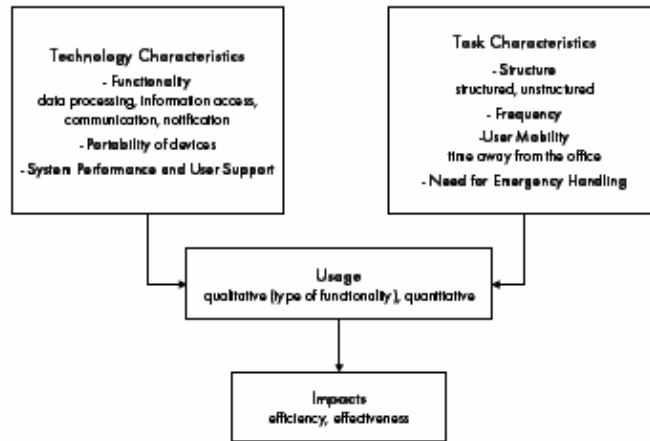 Technology Characteristics
- Functionality
data processing, information access,
communication, notification
- Portability of devices
- System Performance and User Support
Task Characteristics
- Structure
structured, unstructured
- Frequency
-User Mobility
time away from the office
- Need for Emergency Handling
Usage
qualitative (type of functionality), quantitative
Impacts
efficiency, effectiveness